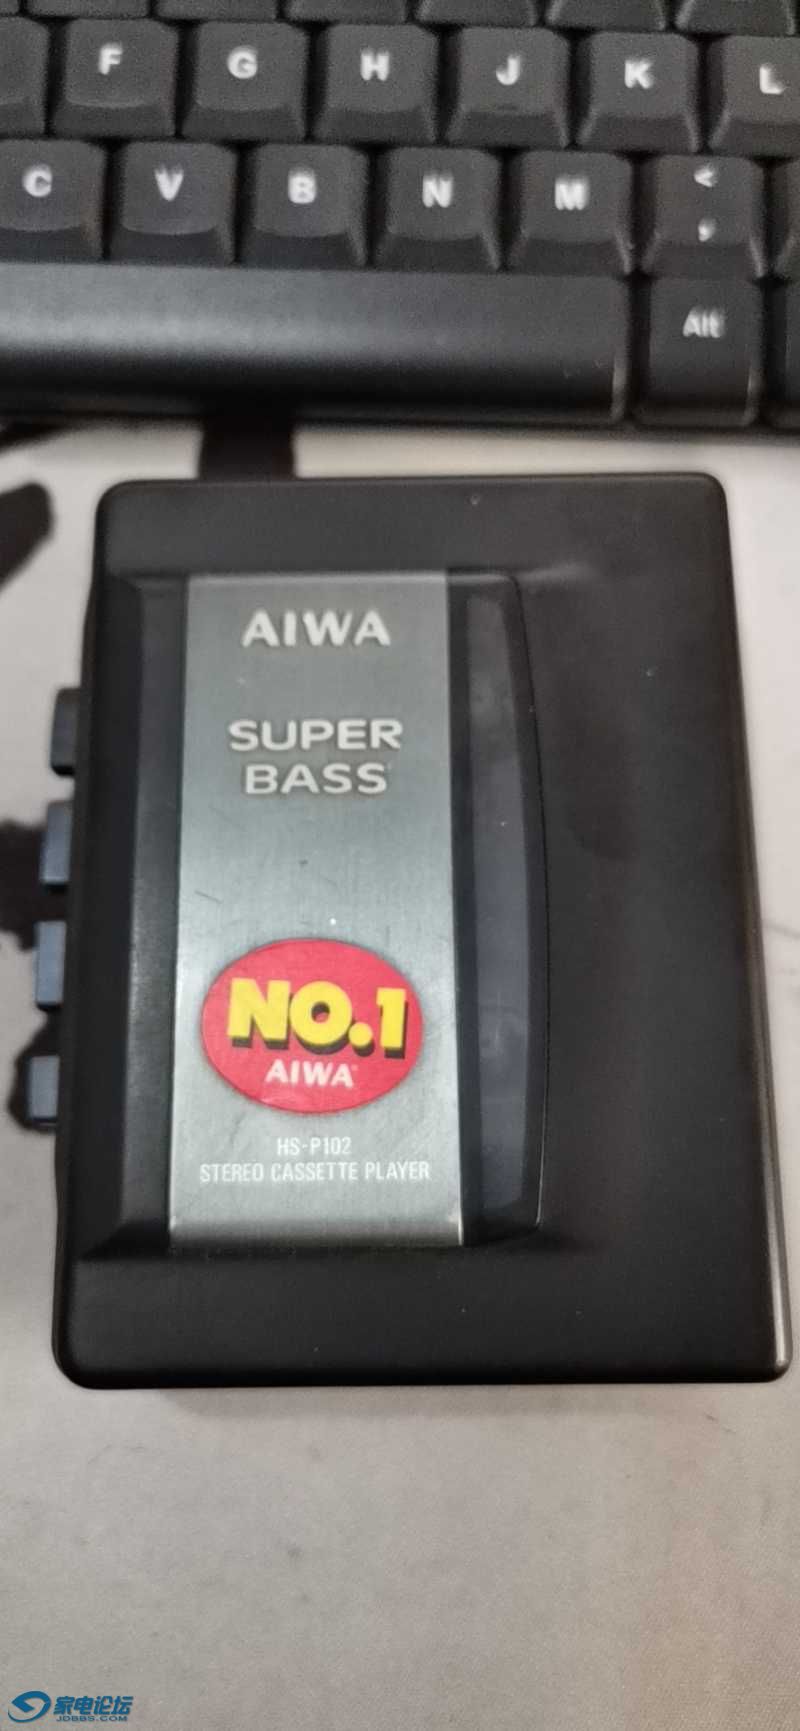 F G H J K L
C V B N M <
,
Alt
AIWA
SUPER
BASS
NO.1
AIWA
HS-P102
STEREO CASSETTE PLAYER
家电论坛
JDBBS.COM